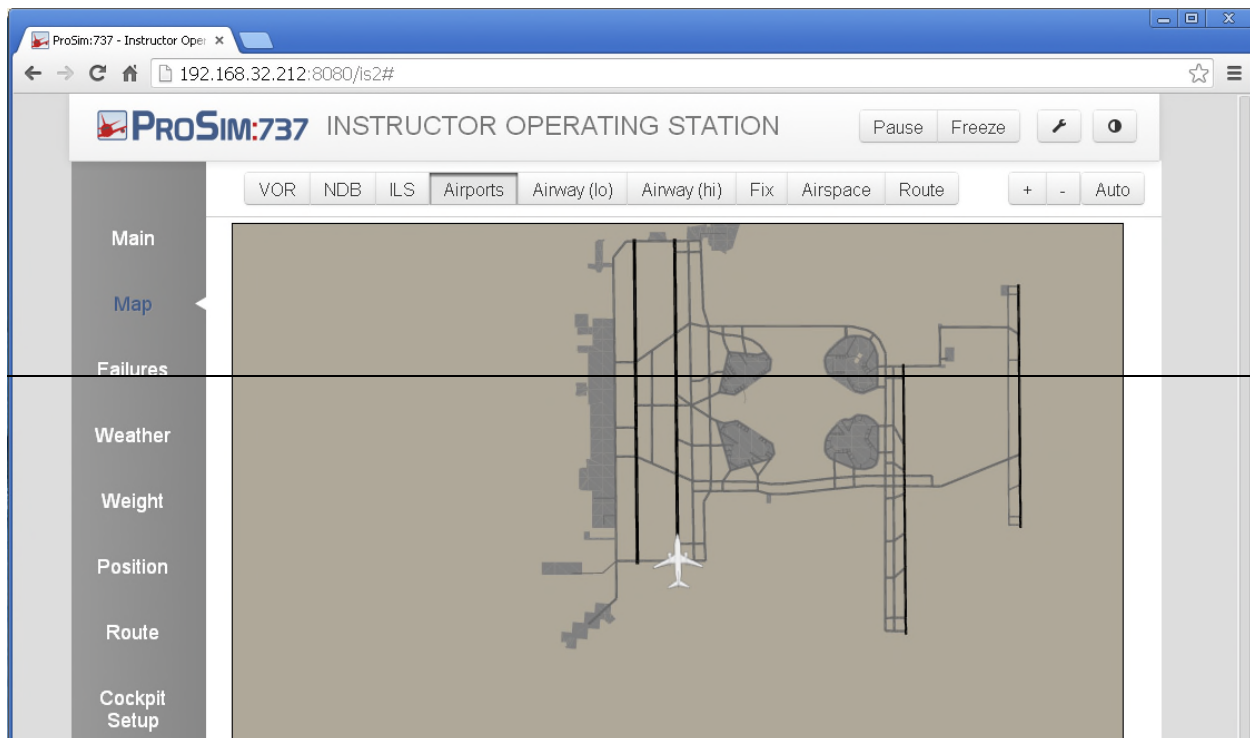 ProSim:737 - Instructor Oper
192.168.32.212:8080/is2#
PROSIM:737 INSTRUCTOR OPERATING STATION Pause Freeze
VOR NDB ILS Airports Airway (lo) Airway (hi) Fix Airspace Route + - Auto
Main
Map
Failures
Weather
Weight
Position
Route
Cockpit
Setup